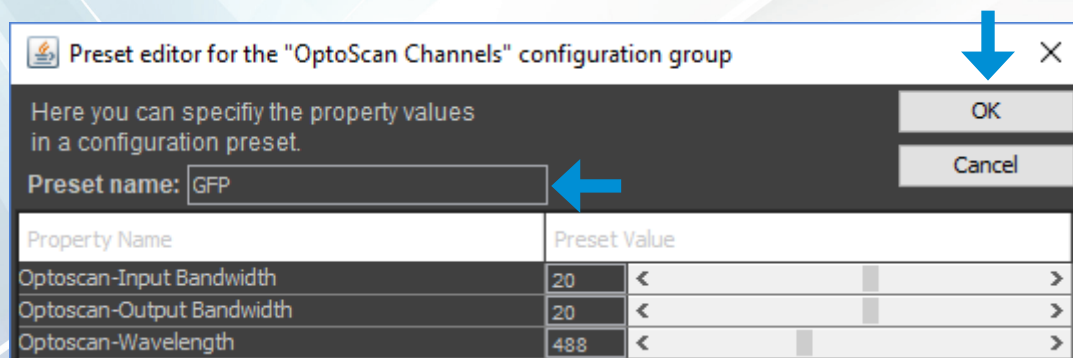 Preset editor for the "OptoScan Channels" configuration group
Here you can specifiy the property values
in a configuration preset.
OK
Cancel
Preset name: GFP
Property Name Preset Value
Optoscan-Input Bandwidth 20
Optoscan-Output Bandwidth 20
Optoscan-Wavelength 488